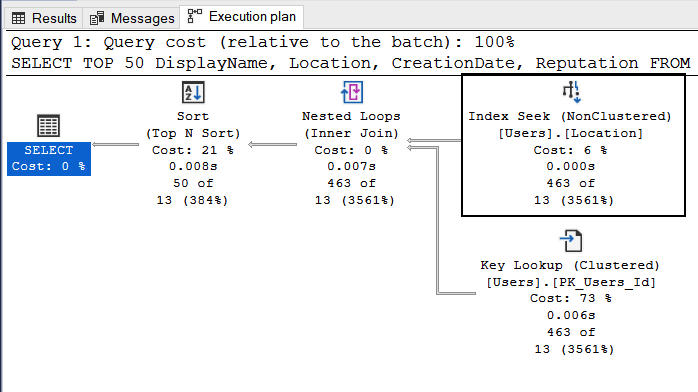 Results Messages Execution plan
Query 1: Query cost (relative to the batch): 100%
SELECT TOP 50 DisplayName, Location, CreationDate, Reputation FROM
SELECT
Cost: 0 %
Sort
(Top N Sort)
Cost: 21 %
0.008s
50 of
13 (384%)
Nested Loops
(Inner Join)
Cost: 0 %
0.007s
463 of
13 (3561%)
Index Seek (NonClustered)
[Users].[Location]
Cost: 6 %
0.000s
463 of
13 (3561%)
Key Lookup (Clustered)
[Users].[PK_Users_Id]
Cost: 73 %
0.006s
463 of
13 (3561%)